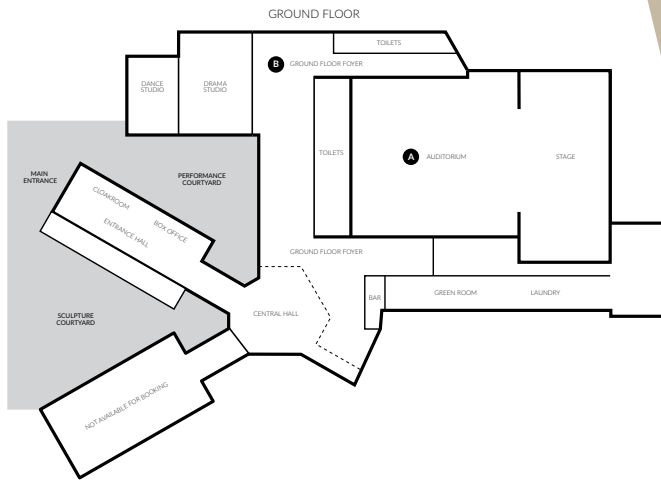 GROUND FLOOR
TOILETS
B GROUND FLOOR FOYER
DANCE
STUDIO
DRAMA
STUDIO
TOILETS
A AUDITORIUM
STAGE
MAIN
ENTRANCE
PERFORMANCE
COURTYARD
CLOAKROOM
BOX OFFICE
ENTRANCE HALL
GROUND FLOOR FOYER
BAR
GREEN ROOM
LAUNDRY
CENTRAL HALL
SCULPTURE
COURTYARD
NOT AVAILABLE FOR BOOKING